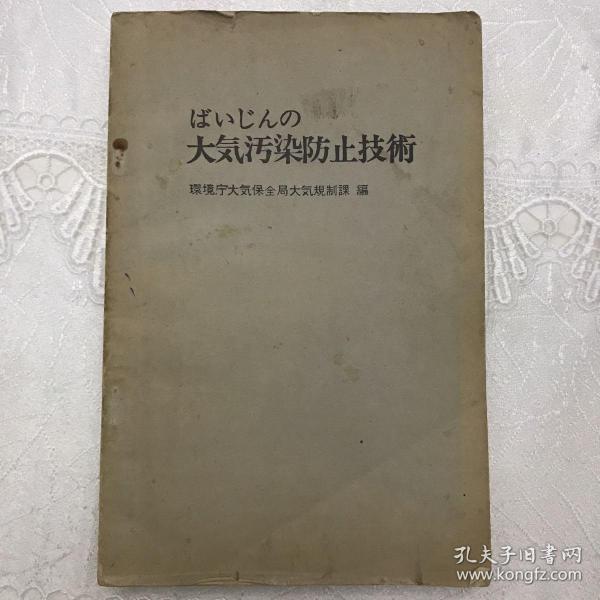 ばいじんの
大気汚染防止技術
環境庁大気保全局大気規制課 編
孔夫子旧书网
www.kongfz.com